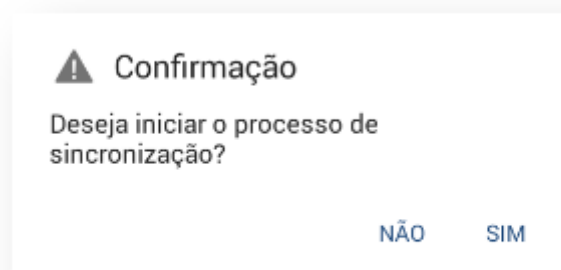 Confirmação
Deseja iniciar o processo de
sincronização?
NÃO SIM